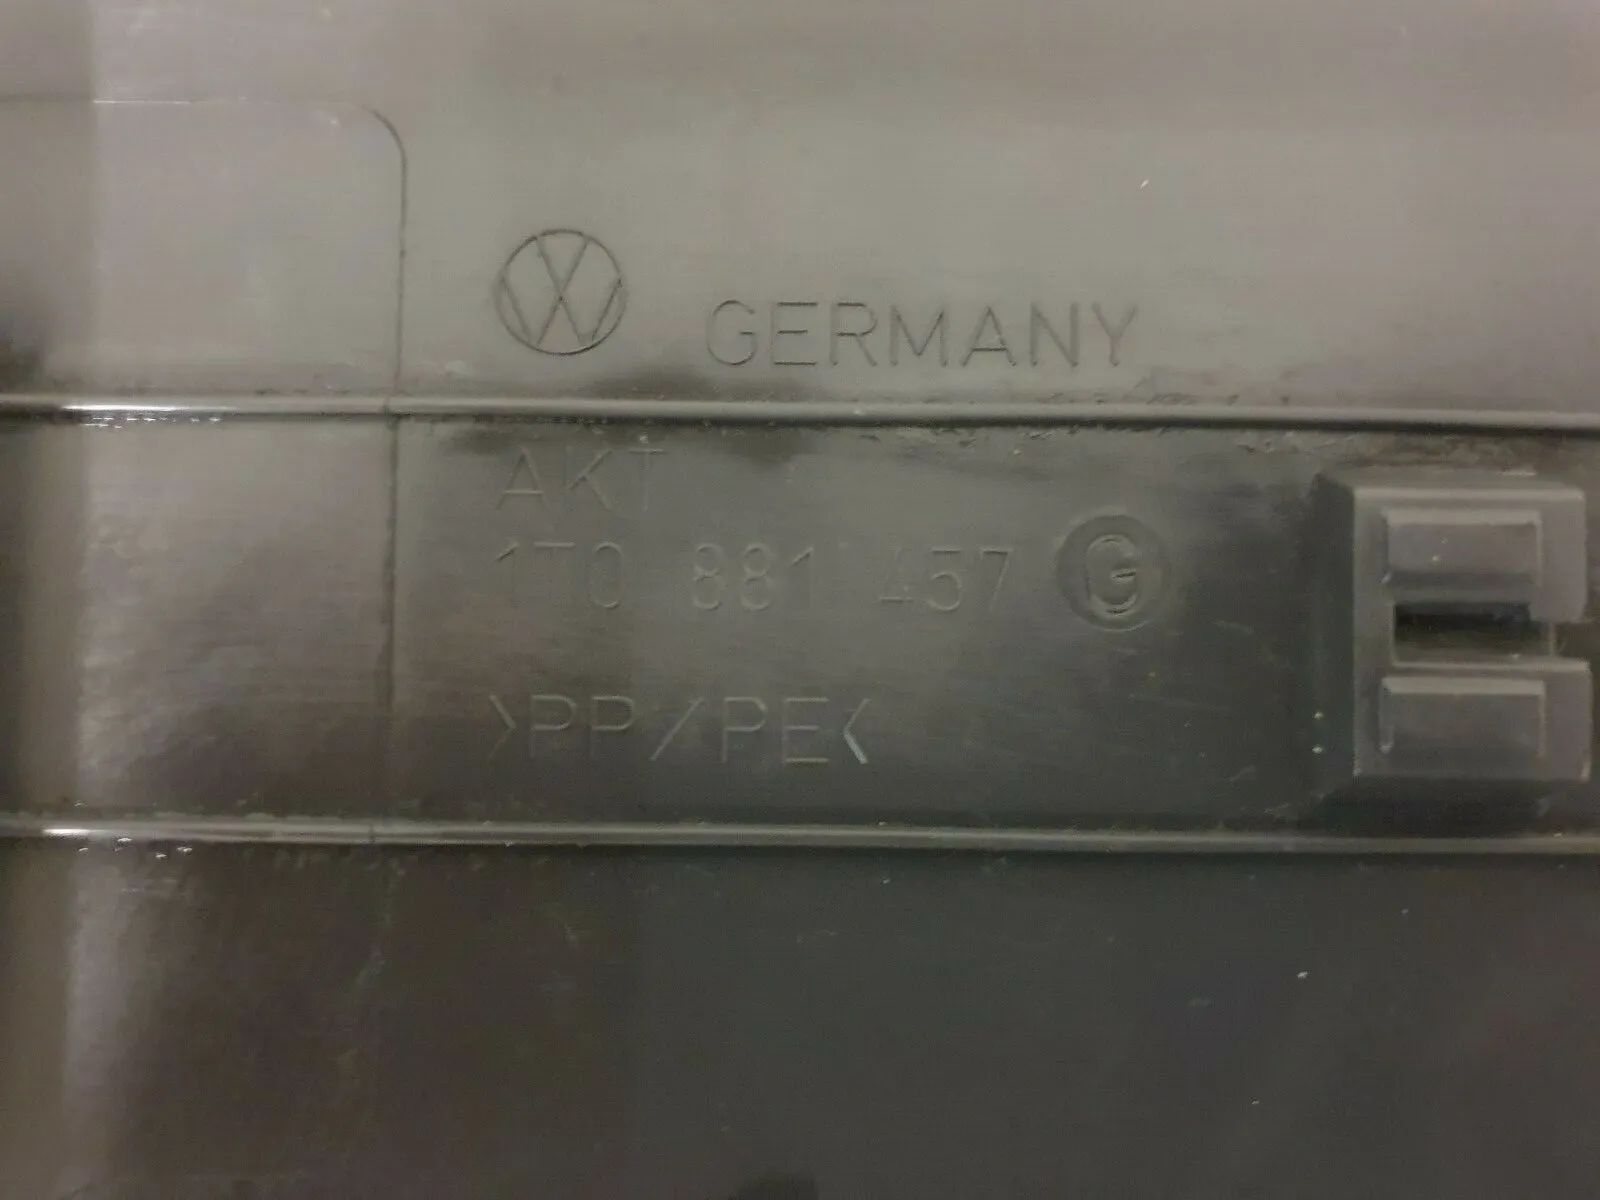 GERMANY
AKT
1T0 881 457 G
>PP/PE<